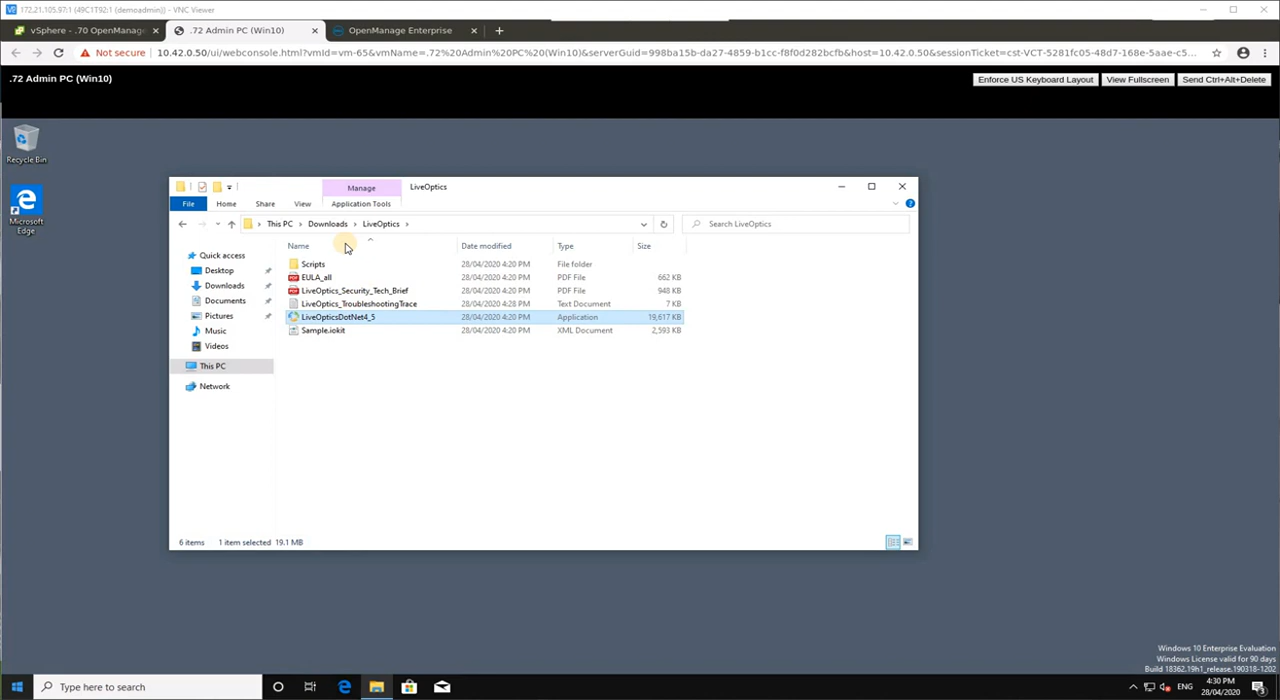 172.21.105.97:1 (49C1T92:1 (demoadmin)) - VNC Viewer
vSphere - .70 OpenManage
.72 Admin PC (Win10)
OpenManage Enterprise
Not secure
10.42.0.50/ui/webconsole.html?vmId=vm-65&vmName=.72%20Admin%20PC%20(Win10)&serverGuid=998ba15b-da27-4859-b1cc-f8f0d282bcfb&host=10.42.0.50&sessionTicket=cst-VCT-5281fc05-48d7-168e-5aae-c5...
.72 Admin PC (Win10)
Enforce US Keyboard Layout
View Fullscreen
Send Ctrl+Alt+Delete
Recycle Bin
Microsoft
Edge
Manage
LiveOptics
File
Home
Share
View
Application Tools
This PC > Downloads > LiveOptics >
Search LiveOptics
Name
Date modified
Type
Size
Quick access
Desktop
Downloads
Documents
Pictures
Music
Videos
This PC
Network
Scripts 28/04/2020 4:20 PM File folder
EULA_all 28/04/2020 4:20 PM PDF File 662 KB
LiveOptics_Security_Tech_Brief 28/04/2020 4:20 PM PDF File 948 KB
LiveOptics_TroubleshootingTrace 28/04/2020 4:28 PM Text Document 7 KB
LiveOpticsDotNet4_5 28/04/2020 4:20 PM Application 19,617 KB
Sample.iokit 28/04/2020 4:20 PM XML Document 2,593 KB
6 items 1 item selected 19.1 MB
Windows 10 Enterprise Evaluation
Windows License valid for 90 days
Build 18362.19h1_release.190318-1202
Type here to search
ENG
4:30 PM
28/04/2020
3